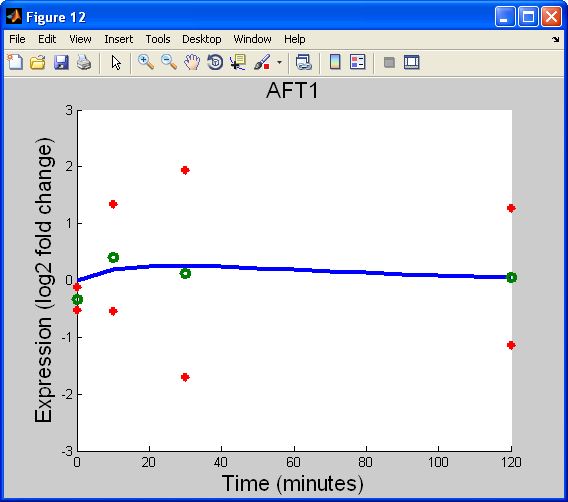 Figure 12
File Edit View Insert Tools Desktop Window Help
AFT1
3
2
1
0
-1
-2
-3
Expression (log2 fold change)
0 20 40 60 80 100 120
Time (minutes)